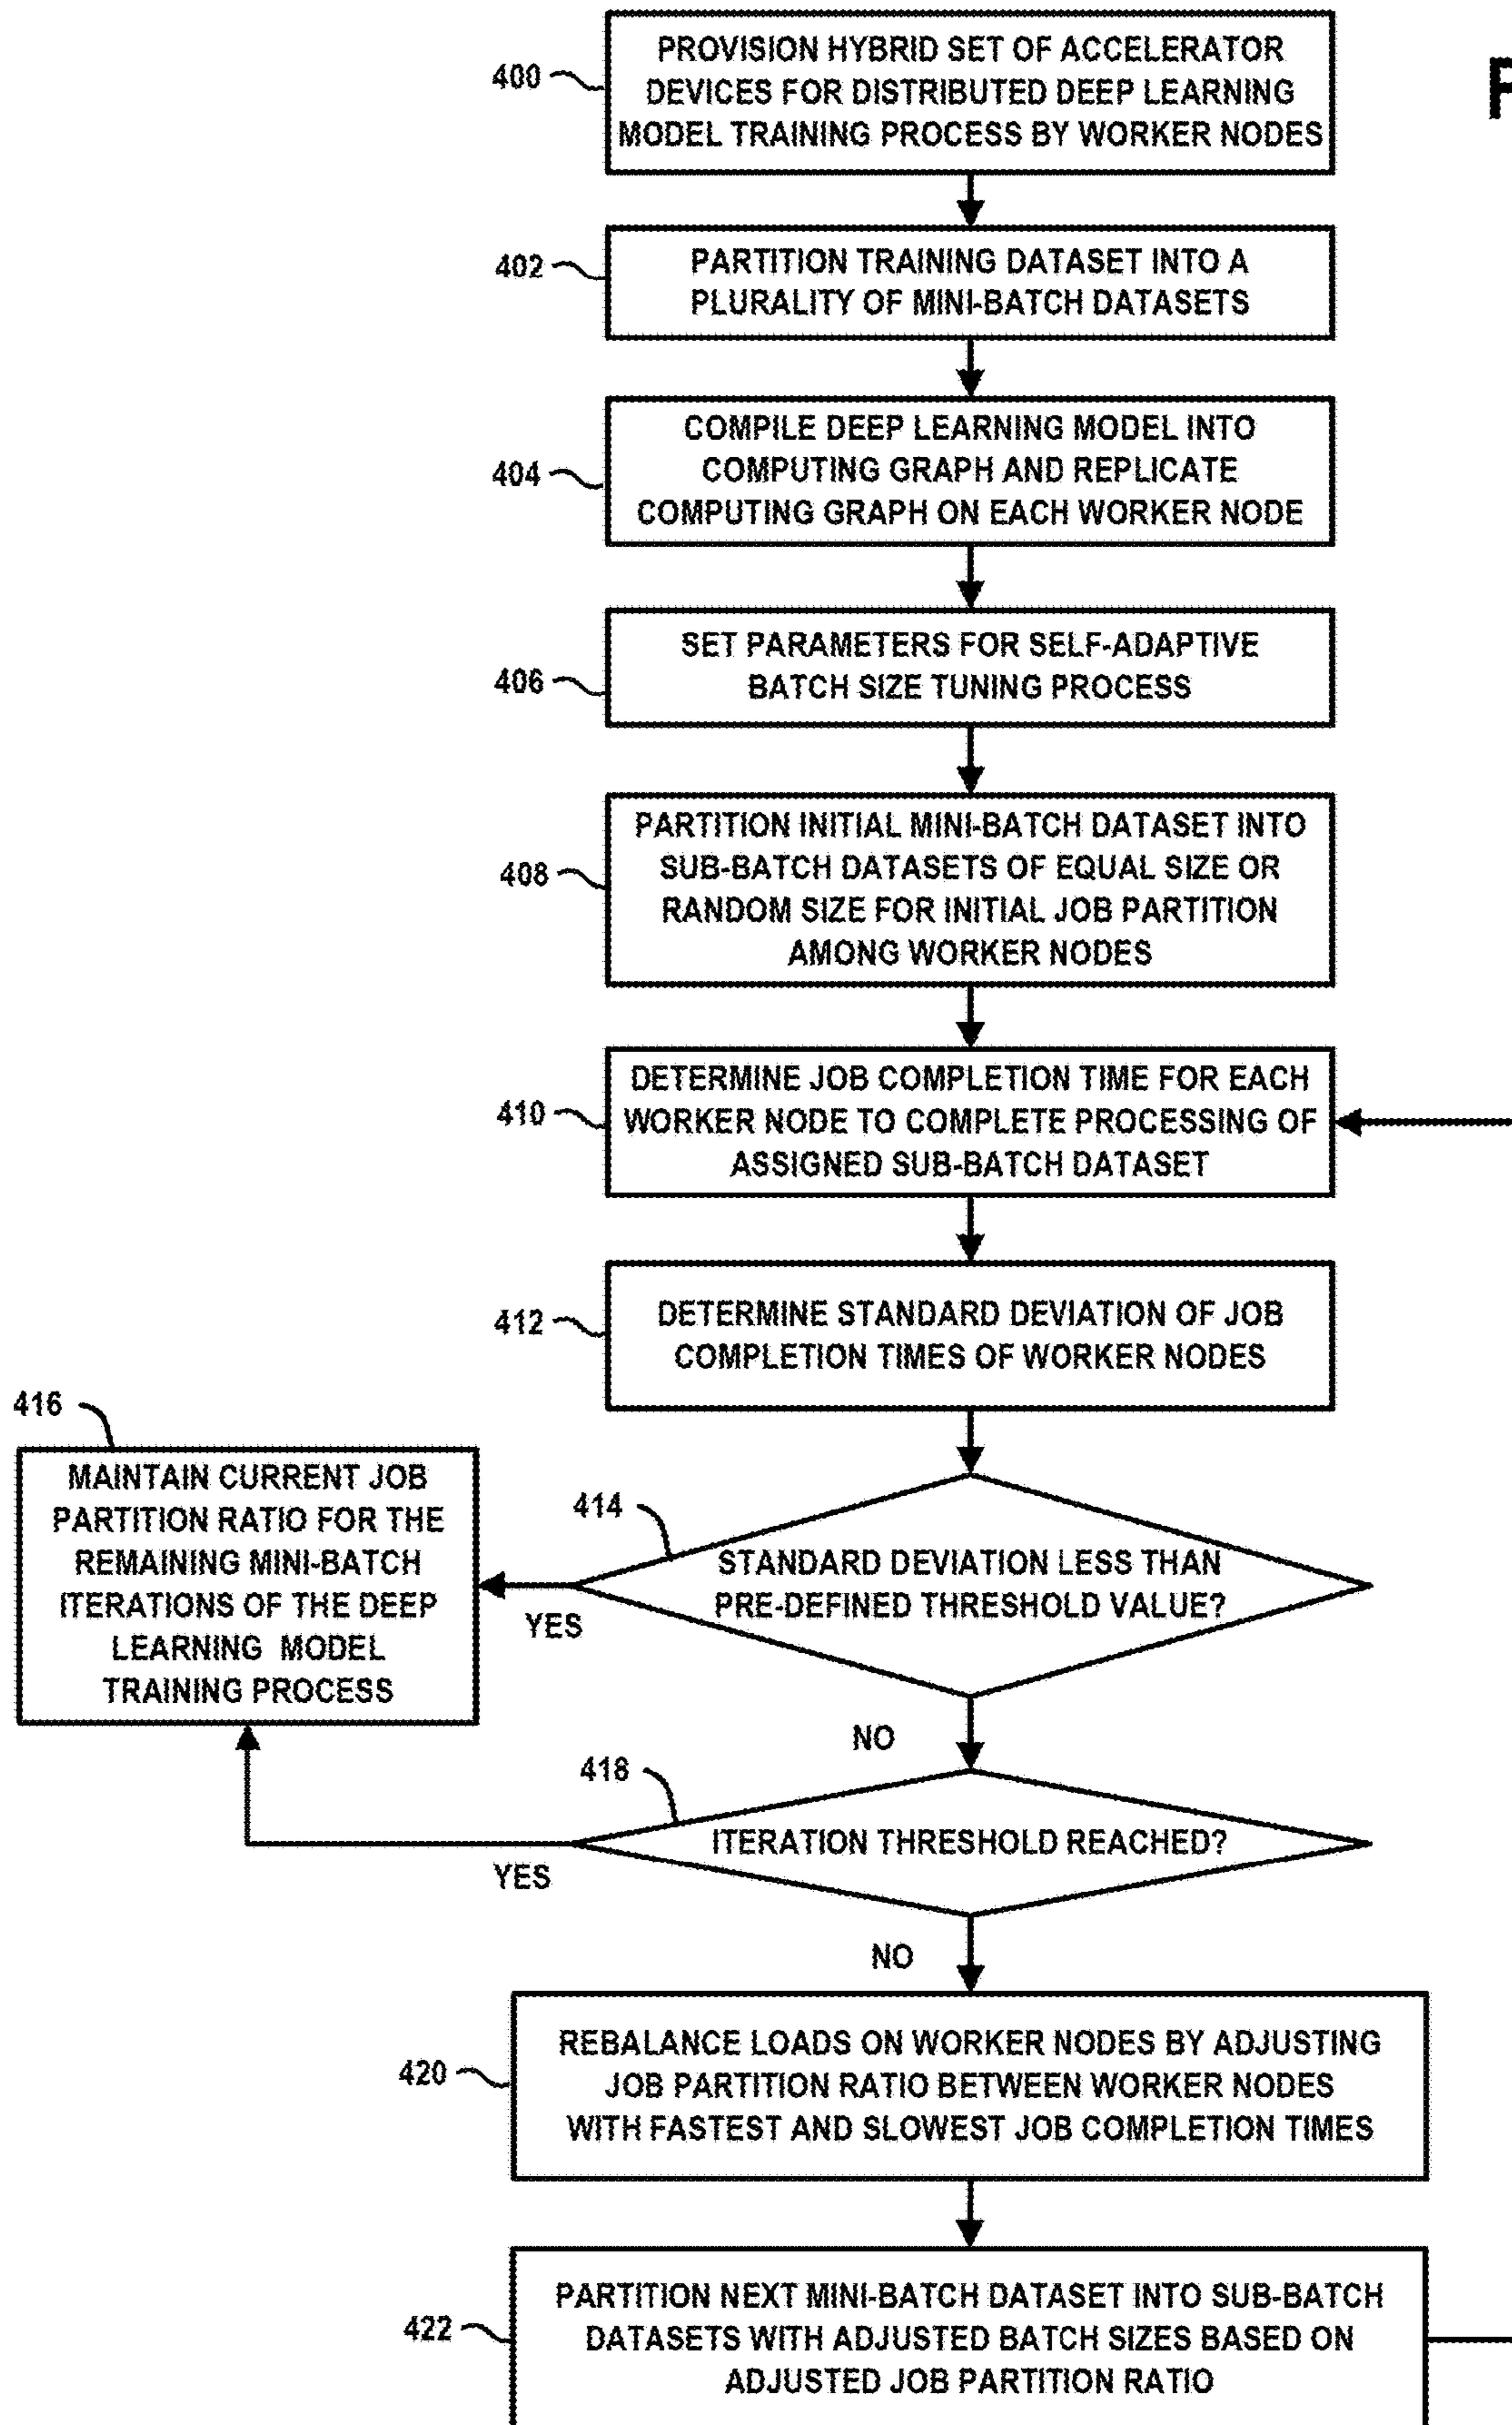 400
PROVISION HYBRID SET OF ACCELERATOR
DEVICES FOR DISTRIBUTED DEEP LEARNING
MODEL TRAINING PROCESS BY WORKER NODES
402
PARTITION TRAINING DATASET INTO A
PLURALITY OF MINI-BATCH DATASETS
404
COMPILE DEEP LEARNING MODEL INTO
COMPUTING GRAPH AND REPLICATE
COMPUTING GRAPH ON EACH WORKER NODE
406
SET PARAMETERS FOR SELF-ADAPTIVE
BATCH SIZE TUNING PROCESS
408
PARTITION INITIAL MINI-BATCH DATASET INTO
SUB-BATCH DATASETS OF EQUAL SIZE OR
RANDOM SIZE FOR INITIAL JOB PARTITION
AMONG WORKER NODES
410
DETERMINE JOB COMPLETION TIME FOR EACH
WORKER NODE TO COMPLETE PROCESSING OF
ASSIGNED SUB-BATCH DATASET
412
DETERMINE STANDARD DEVIATION OF JOB
COMPLETION TIMES OF WORKER NODES
416
MAINTAIN CURRENT JOB
PARTITION RATIO FOR THE
REMAINING MINI-BATCH
ITERATIONS OF THE DEEP
LEARNING MODEL
TRAINING PROCESS
414
STANDARD DEVIATION LESS THAN
PRE-DEFINED THRESHOLD VALUE?
YES
NO
418
ITERATION THRESHOLD REACHED?
YES
NO
420
REBALANCE LOADS ON WORKER NODES BY ADJUSTING
JOB PARTITION RATIO BETWEEN WORKER NODES
WITH FASTEST AND SLOWEST JOB COMPLETION TIMES
422
PARTITION NEXT MINI-BATCH DATASET INTO SUB-BATCH
DATASETS WITH ADJUSTED BATCH SIZES BASED ON
ADJUSTED JOB PARTITION RATIO